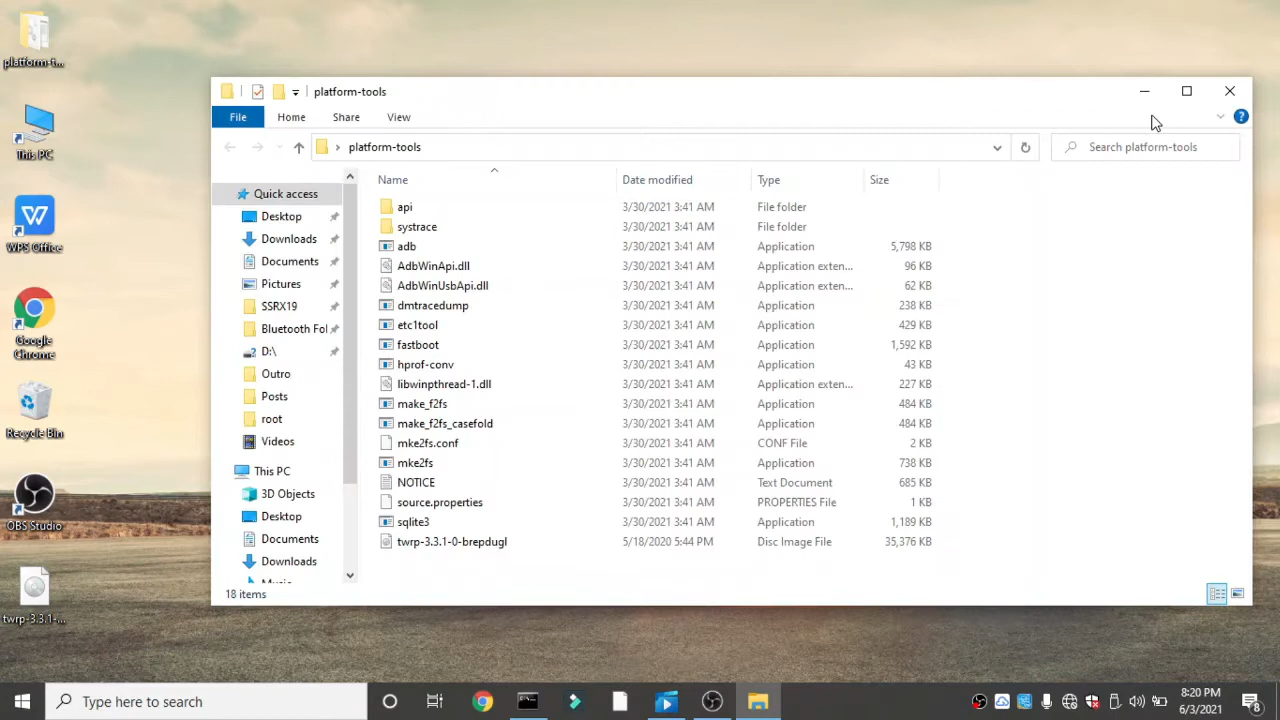 platform-t...
This PC
WPS Office
Google
Chrome
Recycle Bin
OBS Studio
twrp-3.3.1-...
platform-tools
File Home Share View
platform-tools
Search platform-tools
Quick access
Desktop
Downloads
Documents
Pictures
SSRX19
Bluetooth Fol
D:\
Outro
Posts
root
Videos
This PC
3D Objects
Desktop
Documents
Downloads
Music
Name Date modified Type Size
api 3/30/2021 3:41 AM File folder
systrace 3/30/2021 3:41 AM File folder
adb 3/30/2021 3:41 AM Application 5,798 KB
AdbWinApi.dll 3/30/2021 3:41 AM Application exten... 96 KB
AdbWinUsbApi.dll 3/30/2021 3:41 AM Application exten... 62 KB
dmtracedump 3/30/2021 3:41 AM Application 238 KB
etc1tool 3/30/2021 3:41 AM Application 429 KB
fastboot 3/30/2021 3:41 AM Application 1,592 KB
hprof-conv 3/30/2021 3:41 AM Application 43 KB
libwinpthread-1.dll 3/30/2021 3:41 AM Application exten... 227 KB
make_f2fs 3/30/2021 3:41 AM Application 484 KB
make_f2fs_casefold 3/30/2021 3:41 AM Application 484 KB
mke2fs.conf 3/30/2021 3:41 AM CONF File 2 KB
mke2fs 3/30/2021 3:41 AM Application 738 KB
NOTICE 3/30/2021 3:41 AM Text Document 685 KB
source.properties 3/30/2021 3:41 AM PROPERTIES File 1 KB
sqlite3 3/30/2021 3:41 AM Application 1,189 KB
twrp-3.3.1-0-brepdugl 5/18/2020 5:44 PM Disc Image File 35,376 KB
18 items
Type here to search
8:20 PM
6/3/2021
8